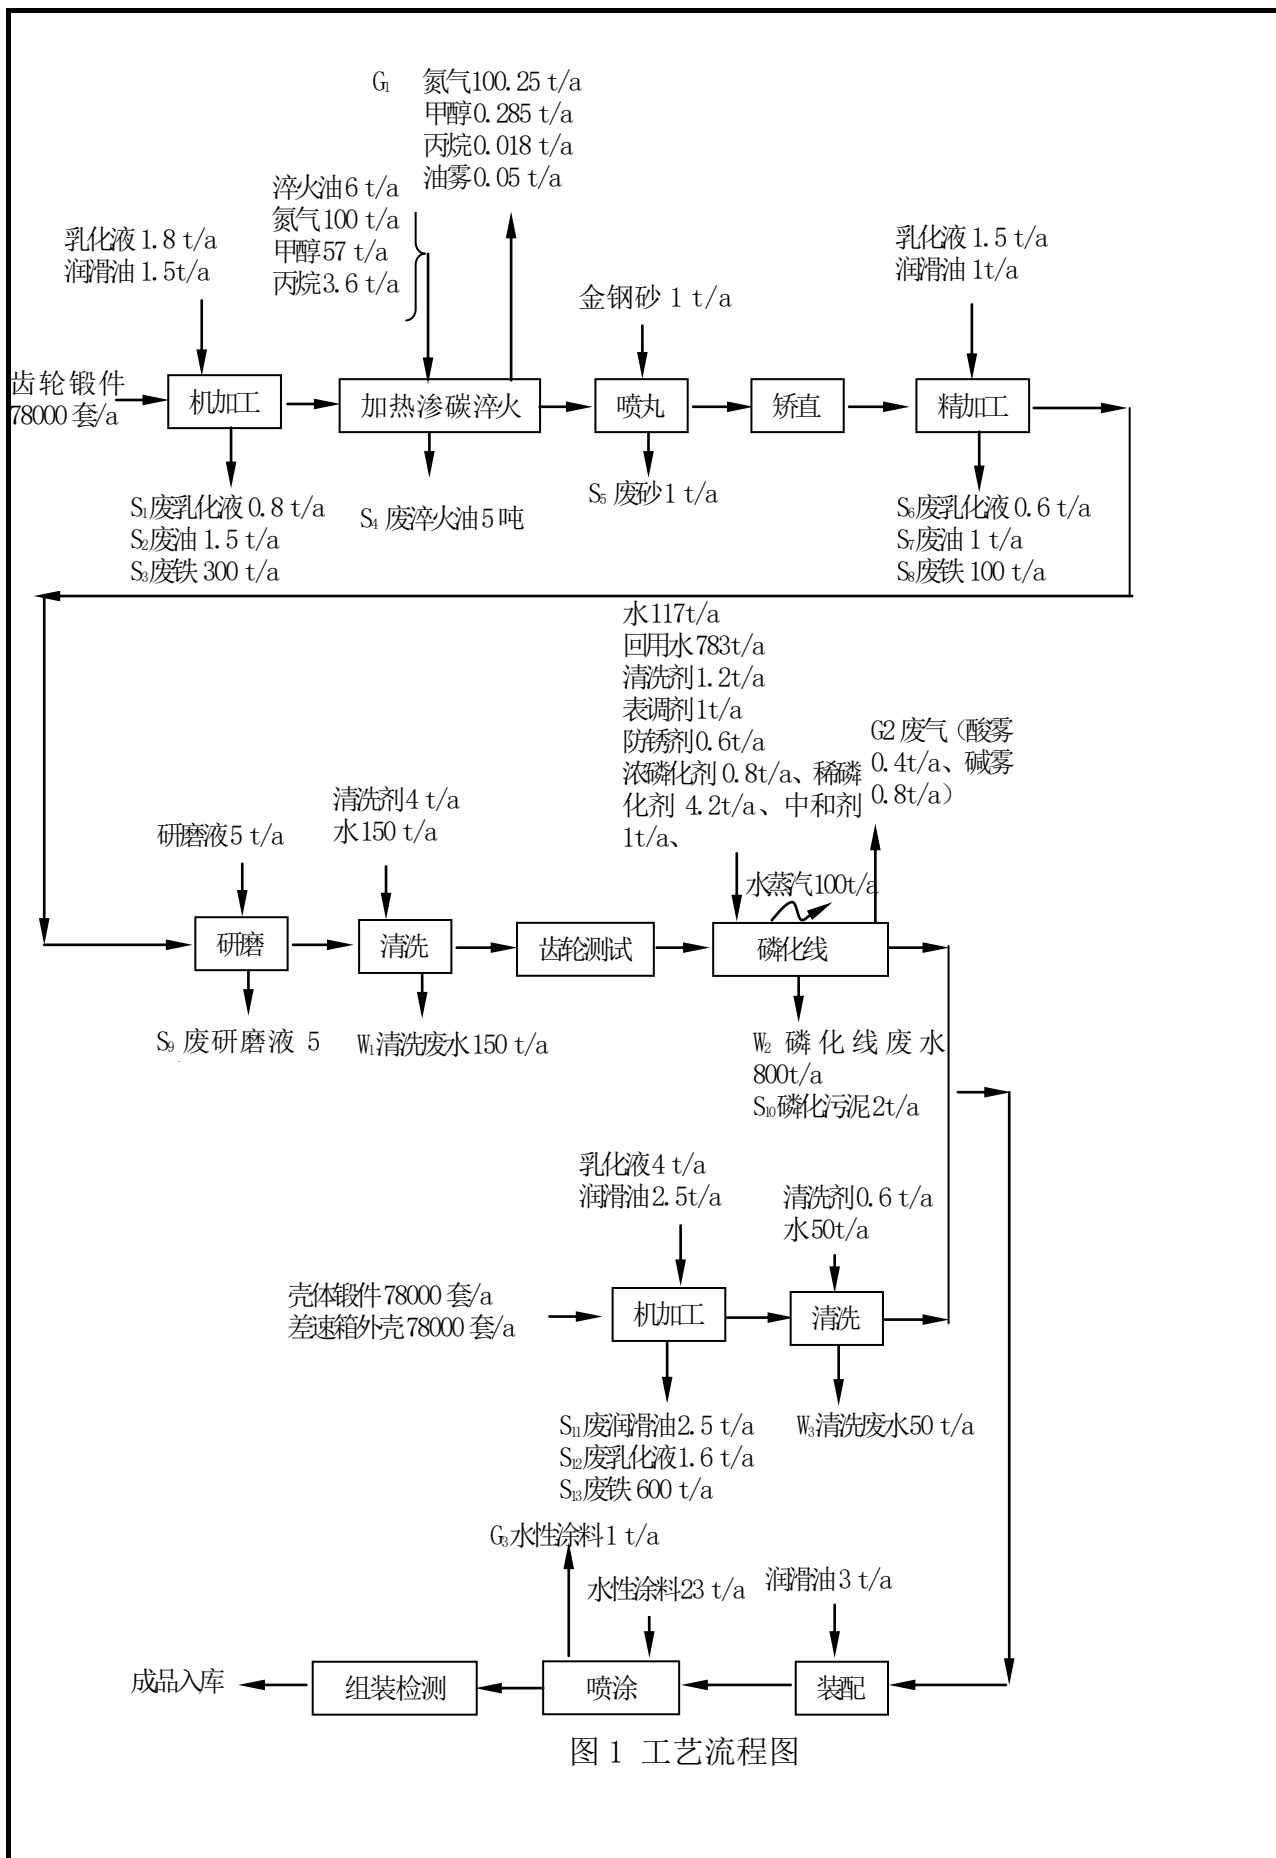 G₁ 氮气100.25 t/a
甲醇0.285 t/a
丙烷0.018 t/a
油雾0.05 t/a
淬火油6 t/a
氮气100 t/a
甲醇57 t/a
丙烷3.6 t/a
乳化液1.8 t/a
润滑油1.5t/a
金钢砂 1 t/a
乳化液1.5 t/a
润滑油1t/a
齿轮锻件
78000 套/a
机加工
加热渗碳淬火
喷丸
矫直
精加工
S₁废乳化液0.8 t/a
S₂废油1.5 t/a
S₃废铁300 t/a
S₄ 废淬火油5吨
S₅ 废砂1 t/a
S₆废乳化液0.6 t/a
S₇废油1 t/a
S₈废铁100 t/a
水117t/a
回用水783t/a
清洗剂1.2t/a
表调剂1t/a
防锈剂0.6t/a
浓磷化剂0.8t/a、稀磷
化剂 4.2t/a、中和剂
1t/a、
G2废气（酸雾
0.4t/a、碱雾
0.8t/a）
研磨液5 t/a
清洗剂4 t/a
水150 t/a
水蒸汽100t/a
研磨
清洗
齿轮测试
磷化线
S₉ 废研磨液 5
W₁清洗废水150 t/a
W₂ 磷化线废水
800t/a
S₁₀磷化污泥2t/a
乳化液4 t/a
润滑油2.5t/a
清洗剂0.6 t/a
水50t/a
壳体锻件78000 套/a
差速箱外壳78000 套/a
机加工
清洗
S₁₁废润滑油2.5 t/a
S₁₂废乳化液1.6 t/a
S₁₃废铁600 t/a
W₃清洗废水50 t/a
G₃水性涂料1 t/a
水性涂料23 t/a
润滑油3 t/a
成品入库
组装检测
喷涂
装配
图 1 工艺流程图